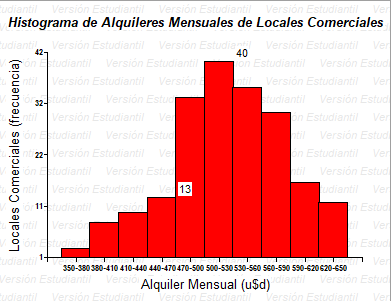 Histograma de Alquileres Mensuales de Locales Comerciales
Locales Comerciales (frecuencia)
42
32
22
11
1
40
13
350-380 380-410 410-440 440-470 470-500 500-530 530-560 560-590 590-620 620-650
Alquiler Mensual (u$d)
Versión Estudiantil